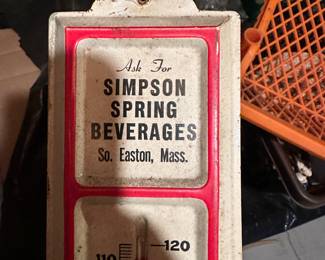 Ask For
SIMPSON
SPRING
BEVERAGES
So. Easton, Mass.
120
110